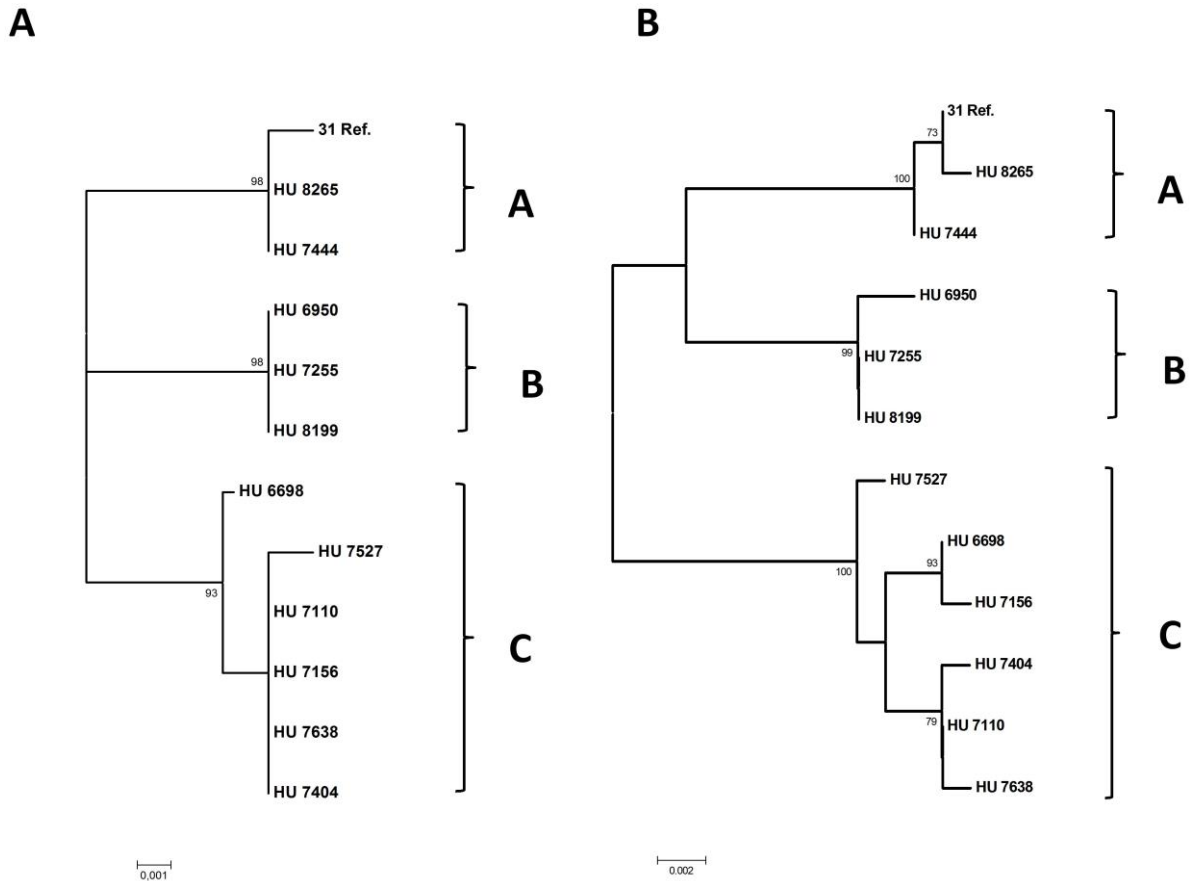 A
31 Ref.
98
HU 8265
HU 7444
A
HU 6950
98
HU 7255
HU 8199
B
HU 6698
HU 7527
93
HU 7110
HU 7156
HU 7638
HU 7404
C
0,001
B
31 Ref.
73
HU 8265
100
HU 7444
A
HU 6950
99
HU 7255
HU 8199
B
HU 7527
100
HU 6698
93
HU 7156
HU 7404
79
HU 7110
HU 7638
C
0.002